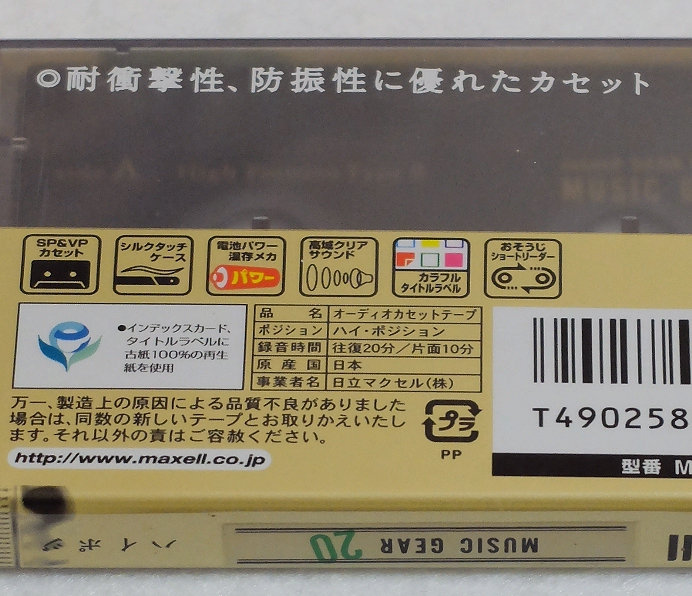 ◎耐衝撃性、防振性に優れたカセット
SP&VP
カセット
シルクタッチ
ケース
電池パワー
温存メカ
パワー
高域クリア
サウンド
カラフル
タイトルラベル
おそうじ
ショートリーダー
●インデックスカード、
タイトルラベルに
古紙100%の再生
紙を使用
品名 オーディオカセットテープ
ポジション ハイ・ポジション
録音時間 往復20分/片面10分
原産国 日本
事業者名 日立マクセル(株)
万一、製造上の原因による品質不良がありました
場合は、同数の新しいテープとお取りかえいたし
ます。それ以外の責はご容赦ください。
http://www.maxell.co.jp
プラ
PP
T490258
型番 M
MUSIC GEAR 20
ハイポジ